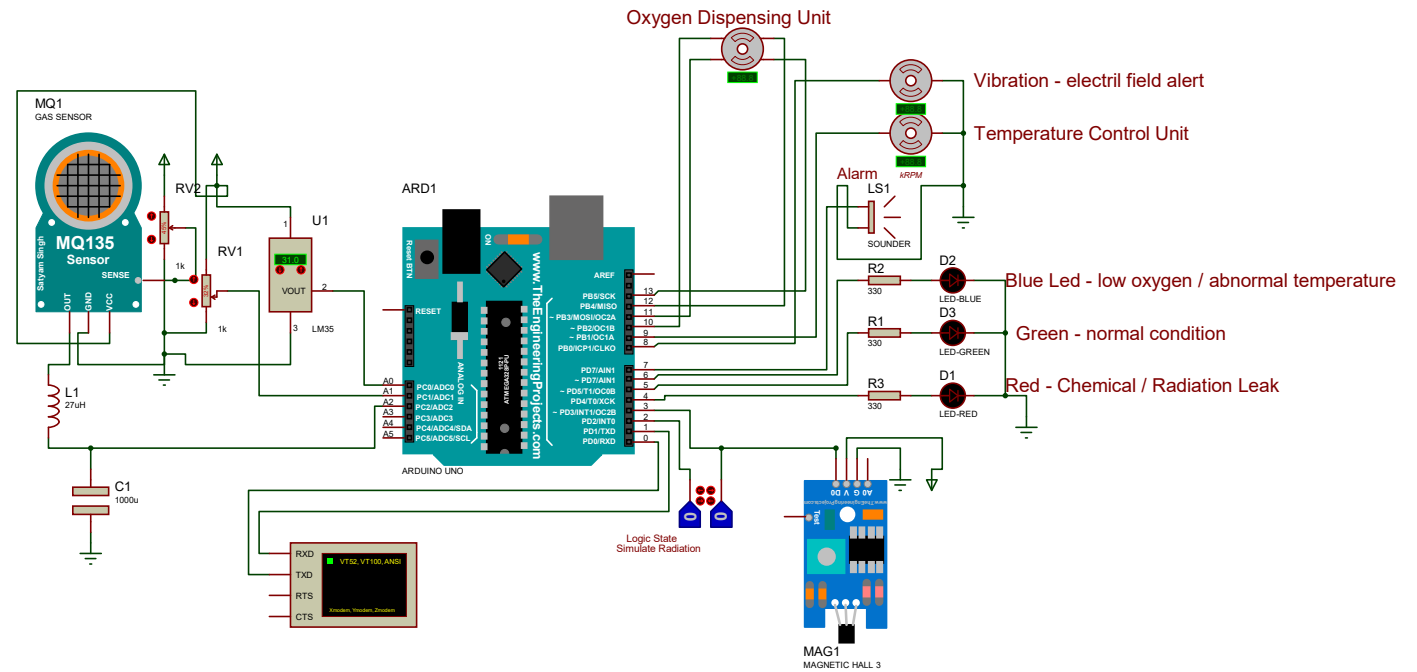 Oxygen Dispensing Unit
Vibration - electril field alert
Temperature Control Unit
kRPM
Alarm
LS1
SOUNDER
MQ1
GAS SENSOR
MQ135
Sensor
Satyam Singh
SENSE
OUT
GND
VCC
RV2
1k
RV1
1k
U1
31.0
1
VOUT
2
3
LM35
ARD1
Reset BTN
ON
www.TheEngineeringProjects.com
ANALOG IN
ATMEGA328P-PU
1121
RESET
AREF
PB5/SCK
13
PB4/MISO
12
~ PB3/MOSI/OC2A
11
~ PB2/OC1B
10
~ PB1/OC1A
9
PB0/ICP1/CLKO
8
PD7/AIN1
7
~ PD7/AIN1
6
~ PD5/T1/OC0B
5
PD4/T0/XCK
4
~ PD3/INT1/OC2B
3
PD2/INT0
2
PD1/TXD
1
PD0/RXD
0
A0
PC0/ADC0
A1
PC1/ADC1
A2
PC2/ADC2
A3
PC3/ADC3
A4
PC4/ADC4/SDA
A5
PC5/ADC5/SCL
ARDUINO UNO
R2
330
D2
LED-BLUE
Blue Led - low oxygen / abnormal temperature
R1
330
D3
LED-GREEN
Green - normal condition
R3
330
D1
LED-RED
Red - Chemical / Radiation Leak
L1
27uH
C1
1000u
RXD
TXD
RTS
CTS
VT52, VT100, ANSI
Xmodem, Ymodem, Zmodem
0
0
Logic State
Simulate Radiation
D0
V
G
A0
Test
MAG1
MAGNETIC HALL 3